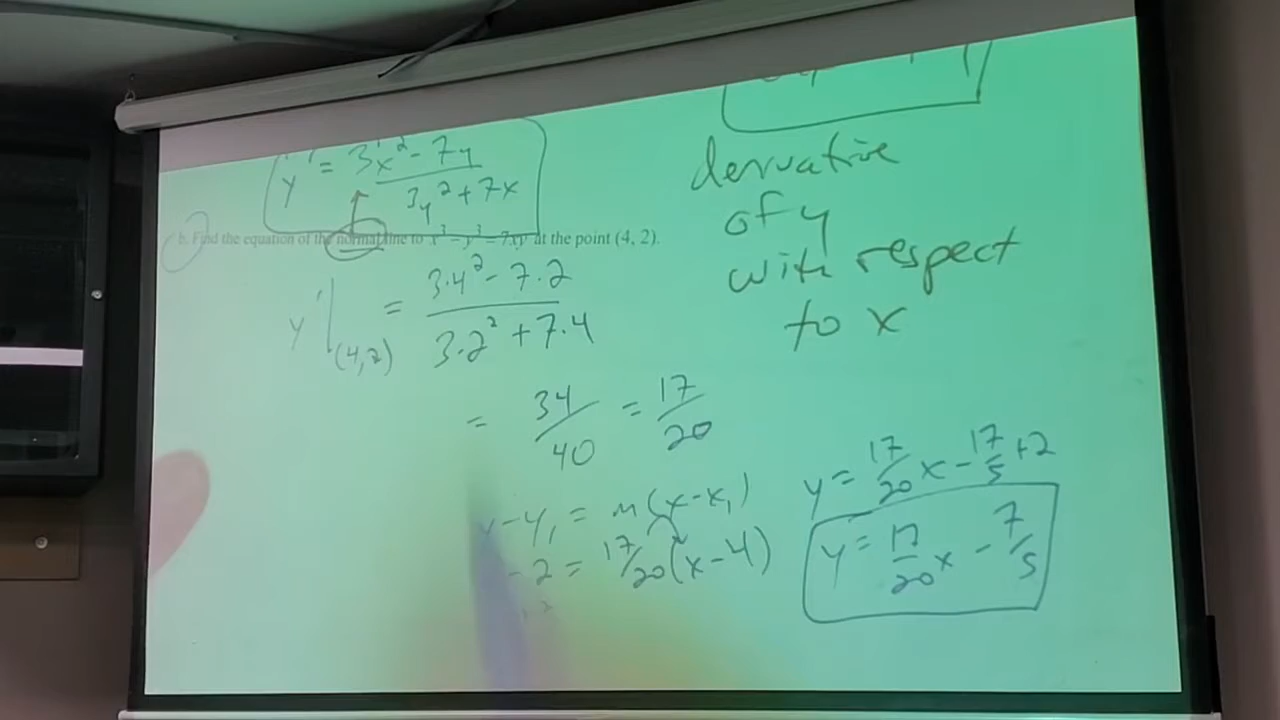 y' = 3x² - 7y / 3y² + 7x
b. Find the equation of the normal line to x³ - y³ = 7xy at the point (4, 2).
dervative
of y
with respect
to x
y'|(4,2) = 3·4² - 7·2 / 3·2² + 7·4
= 34/40 = 17/20
- y₁ = m(x - x₁)
- 2 = 17/20(x - 4)
y = 17/20 x - 17/5 + 2
y = 17/20 x - 7/5